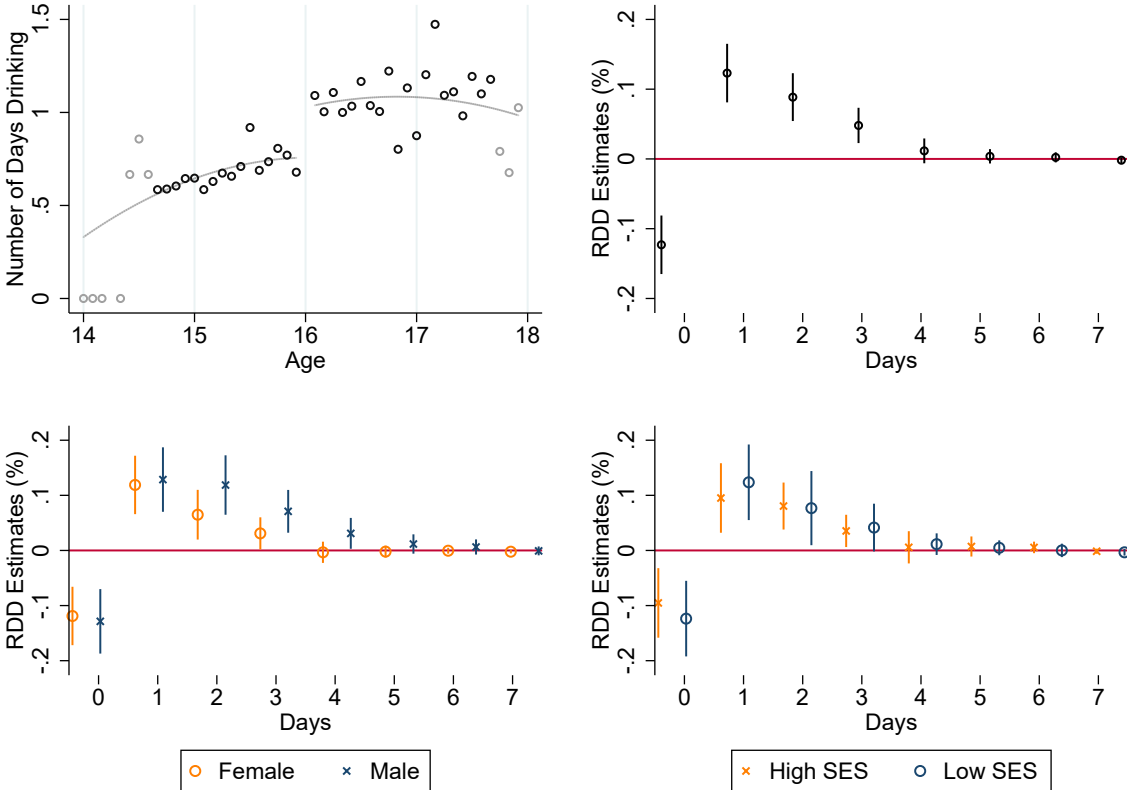 Number of Days Drinking
0 .5 1 1.5
14 15 16 17 18
Age
RDD Estimates (%)
-.2 -.1 0 .1 .2
0 1 2 3 4 5 6 7
Days
RDD Estimates (%)
-.2 -.1 0 .1 .2
0 1 2 3 4 5 6 7
Days
Female Male
RDD Estimates (%)
-.2 -.1 0 .1 .2
0 1 2 3 4 5 6 7
Days
High SES Low SES